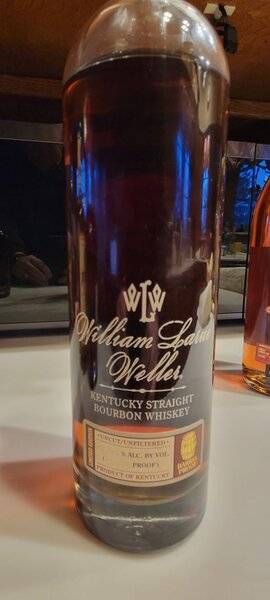 WLW
William Larue
Weller
KENTUCKY STRAIGHT
BOURBON WHISKEY
UNCUT/UNFILTERED
% ALC. BY VOL.
PROOF)
PRODUCT OF KENTUCKY